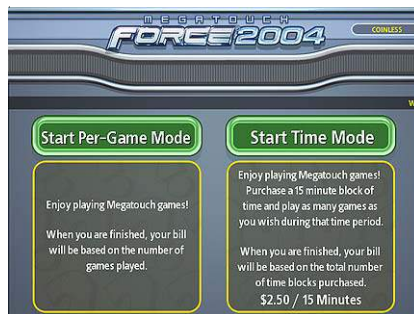 MEGATOUCH
FORCE 2004
COINLESS
Start Per-Game Mode
Enjoy playing Megatouch games!
When you are finished, your bill
will be based on the number of
games played.
Start Time Mode
Enjoy playing Megatouch games!
Purchase a 15 minute block of
time and play as many games as
you wish during that time period.
When you are finished, your bill
will be based on the total number
of time blocks purchased.
$2.50 / 15 Minutes